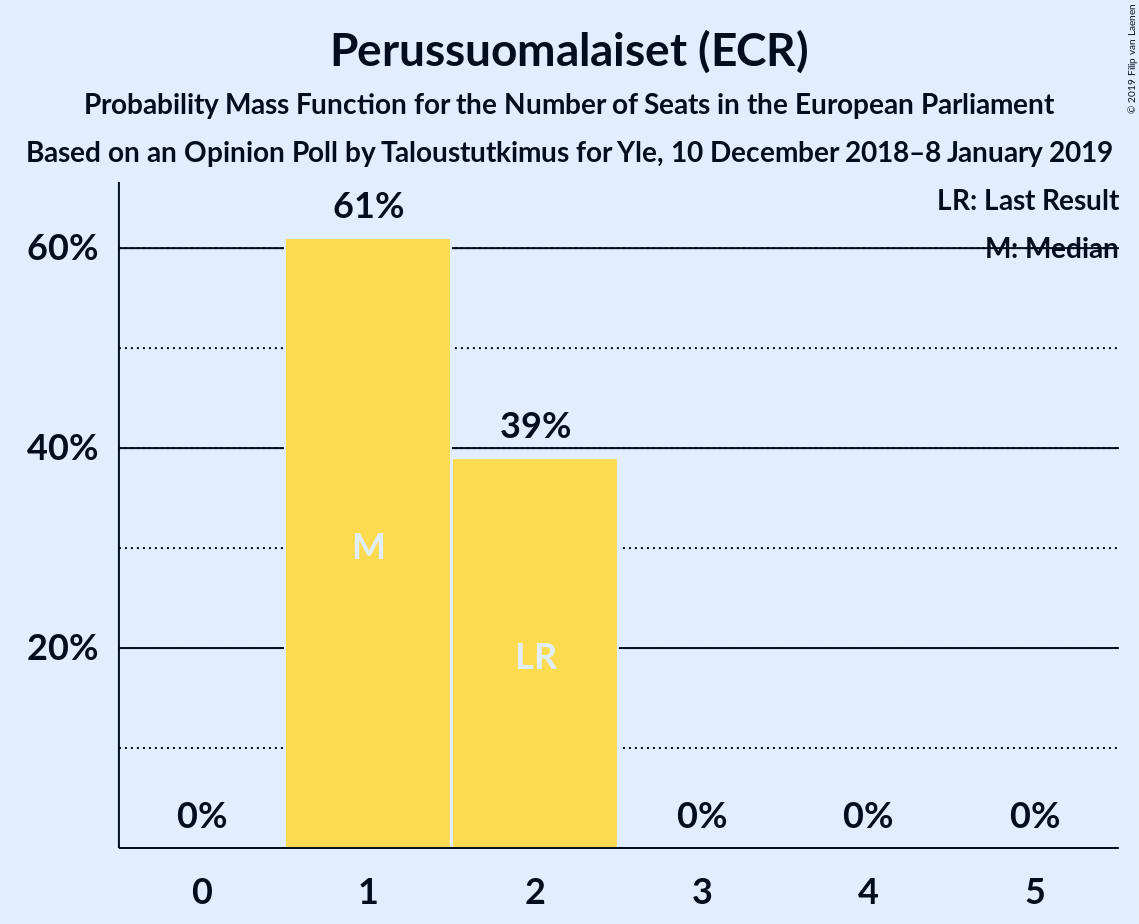 Perussuomalaiset (ECR)
Probability Mass Function for the Number of Seats in the European Parliament
Based on an Opinion Poll by Taloustutkimus for Yle, 10 December 2018–8 January 2019
© 2019 Filip van Laenen
LR: Last Result
M: Median
61%
60%
39%
40%
M
LR
20%
0% 0% 0% 0%
0 1 2 3 4 5